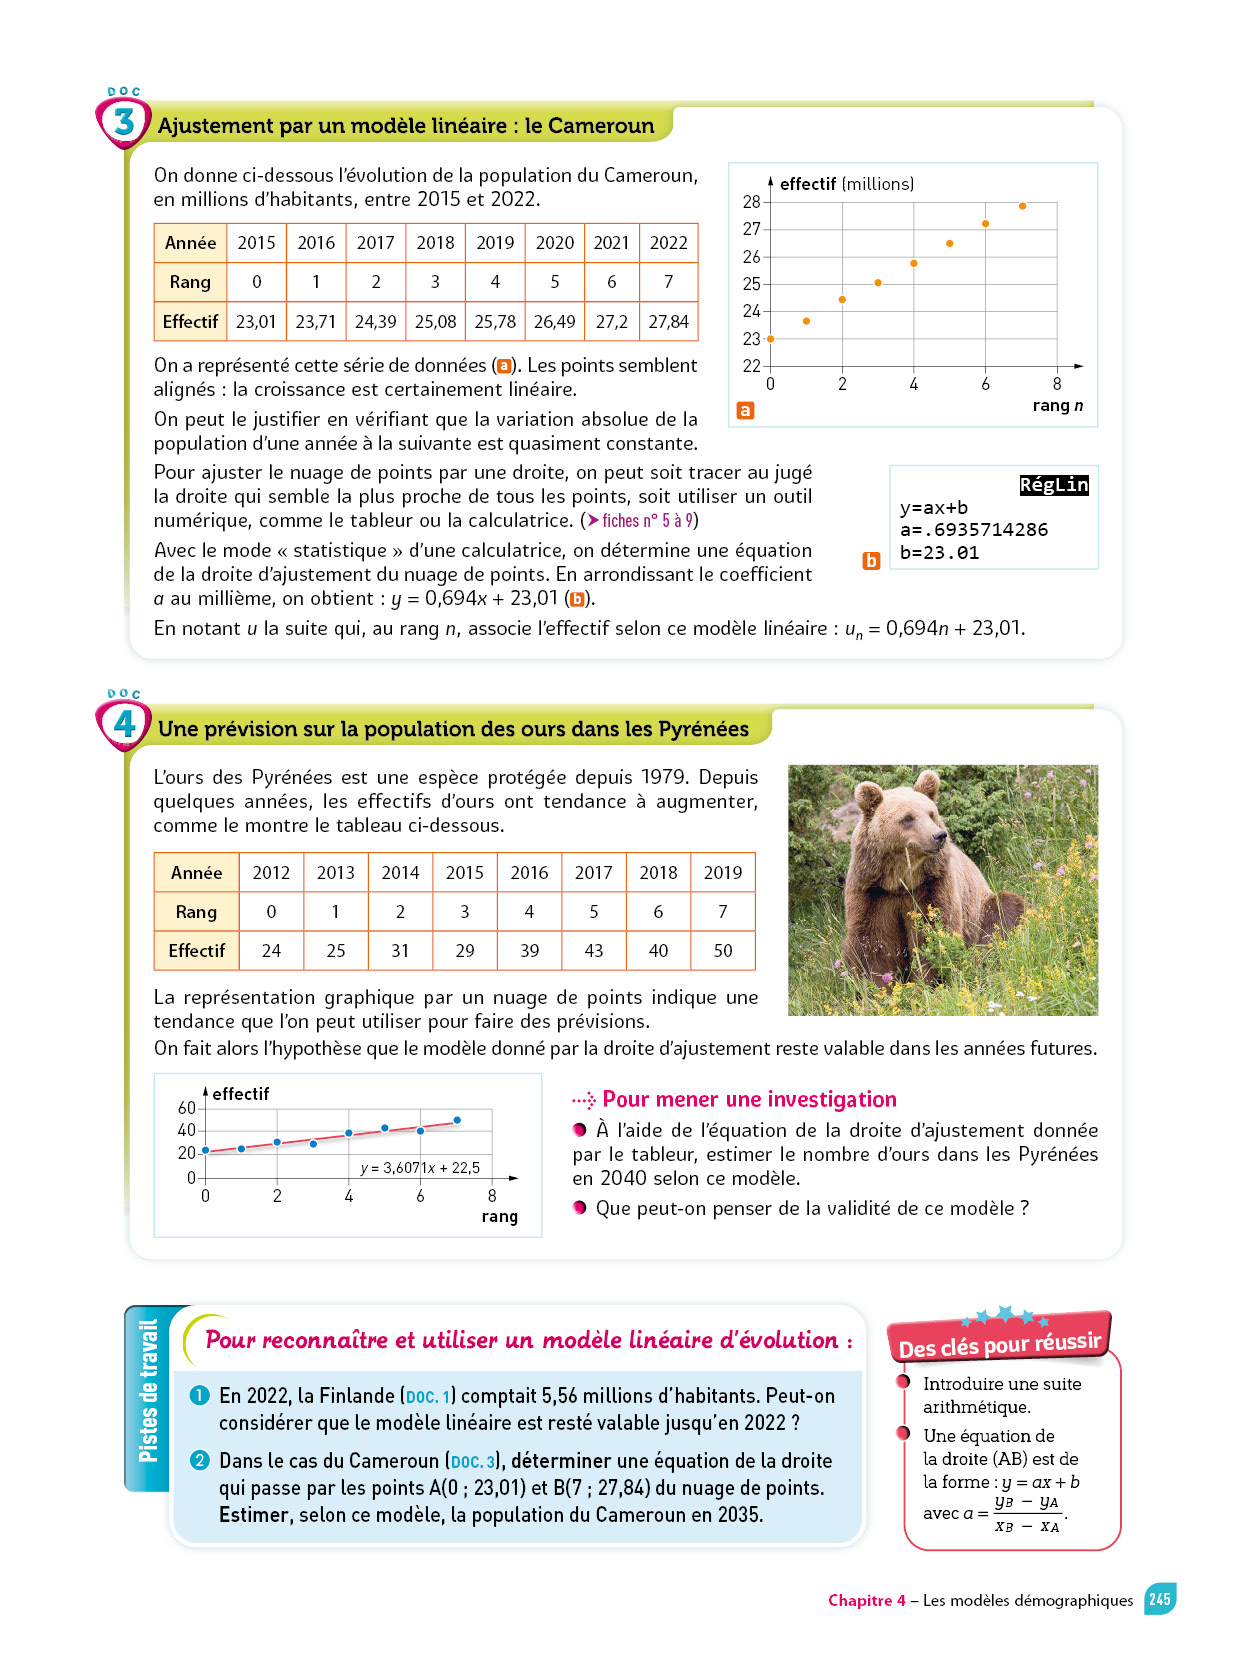 DOC
3
Ajustement par un modèle linéaire : le Cameroun
On donne ci-dessous l'évolution de la population du Cameroun,
en millions d'habitants, entre 2015 et 2022.
Année 2015 2016 2017 2018 2019 2020 2021 2022
Rang 0 1 2 3 4 5 6 7
Effectif 23,01 23,71 24,39 25,08 25,78 26,49 27,2 27,84
On a représenté cette série de données (a). Les points semblent
alignés : la croissance est certainement linéaire.
On peut le justifier en vérifiant que la variation absolue de la
population d'une année à la suivante est quasiment constante.
effectif (millions)
28
27
26
25
24
23
22
0 2 4 6 8
rang n
a
Pour ajuster le nuage de points par une droite, on peut soit tracer au jugé
la droite qui semble la plus proche de tous les points, soit utiliser un outil
numérique, comme le tableur ou la calculatrice. (➤ fiches n° 5 à 9)
Avec le mode « statistique » d'une calculatrice, on détermine une équation
de la droite d'ajustement du nuage de points. En arrondissant le coefficient
a au millième, on obtient : y = 0,694x + 23,01 (b).
RégLin
y=ax+b
a=.6935714286
b=23.01
b
En notant u la suite qui, au rang n, associe l'effectif selon ce modèle linéaire : uₙ = 0,694n + 23,01.
DOC
4
Une prévision sur la population des ours dans les Pyrénées
L'ours des Pyrénées est une espèce protégée depuis 1979. Depuis
quelques années, les effectifs d'ours ont tendance à augmenter,
comme le montre le tableau ci-dessous.
Année 2012 2013 2014 2015 2016 2017 2018 2019
Rang 0 1 2 3 4 5 6 7
Effectif 24 25 31 29 39 43 40 50
La représentation graphique par un nuage de points indique une
tendance que l'on peut utiliser pour faire des prévisions.
On fait alors l'hypothèse que le modèle donné par la droite d'ajustement reste valable dans les années futures.
effectif
60
40
20
0
y = 3,6071x + 22,5
0 2 4 6 8
rang
Pour mener une investigation
● À l'aide de l'équation de la droite d'ajustement donnée
par le tableur, estimer le nombre d'ours dans les Pyrénées
en 2040 selon ce modèle.
● Que peut-on penser de la validité de ce modèle ?
Pistes de travail
Pour reconnaître et utiliser un modèle linéaire d'évolution :
1 En 2022, la Finlande (DOC. 1) comptait 5,56 millions d'habitants. Peut-on
considérer que le modèle linéaire est resté valable jusqu'en 2022 ?
2 Dans le cas du Cameroun (DOC. 3), déterminer une équation de la droite
qui passe par les points A(0 ; 23,01) et B(7 ; 27,84) du nuage de points.
Estimer, selon ce modèle, la population du Cameroun en 2035.
Des clés pour réussir
● Introduire une suite
arithmétique.
● Une équation de
la droite (AB) est de
la forme : y = ax + b
avec a = (yB − yA)/(xB − xA).
Chapitre 4 – Les modèles démographiques 245